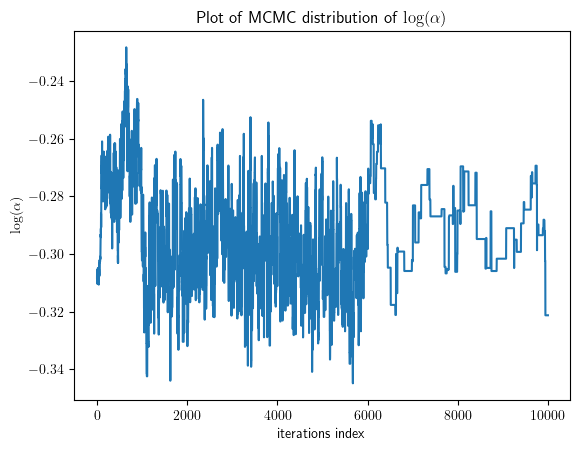 Plot of MCMC distribution of log(α)
log(α)
−0.24
−0.26
−0.28
−0.30
−0.32
−0.34
0 2000 4000 6000 8000 10000
iterations index